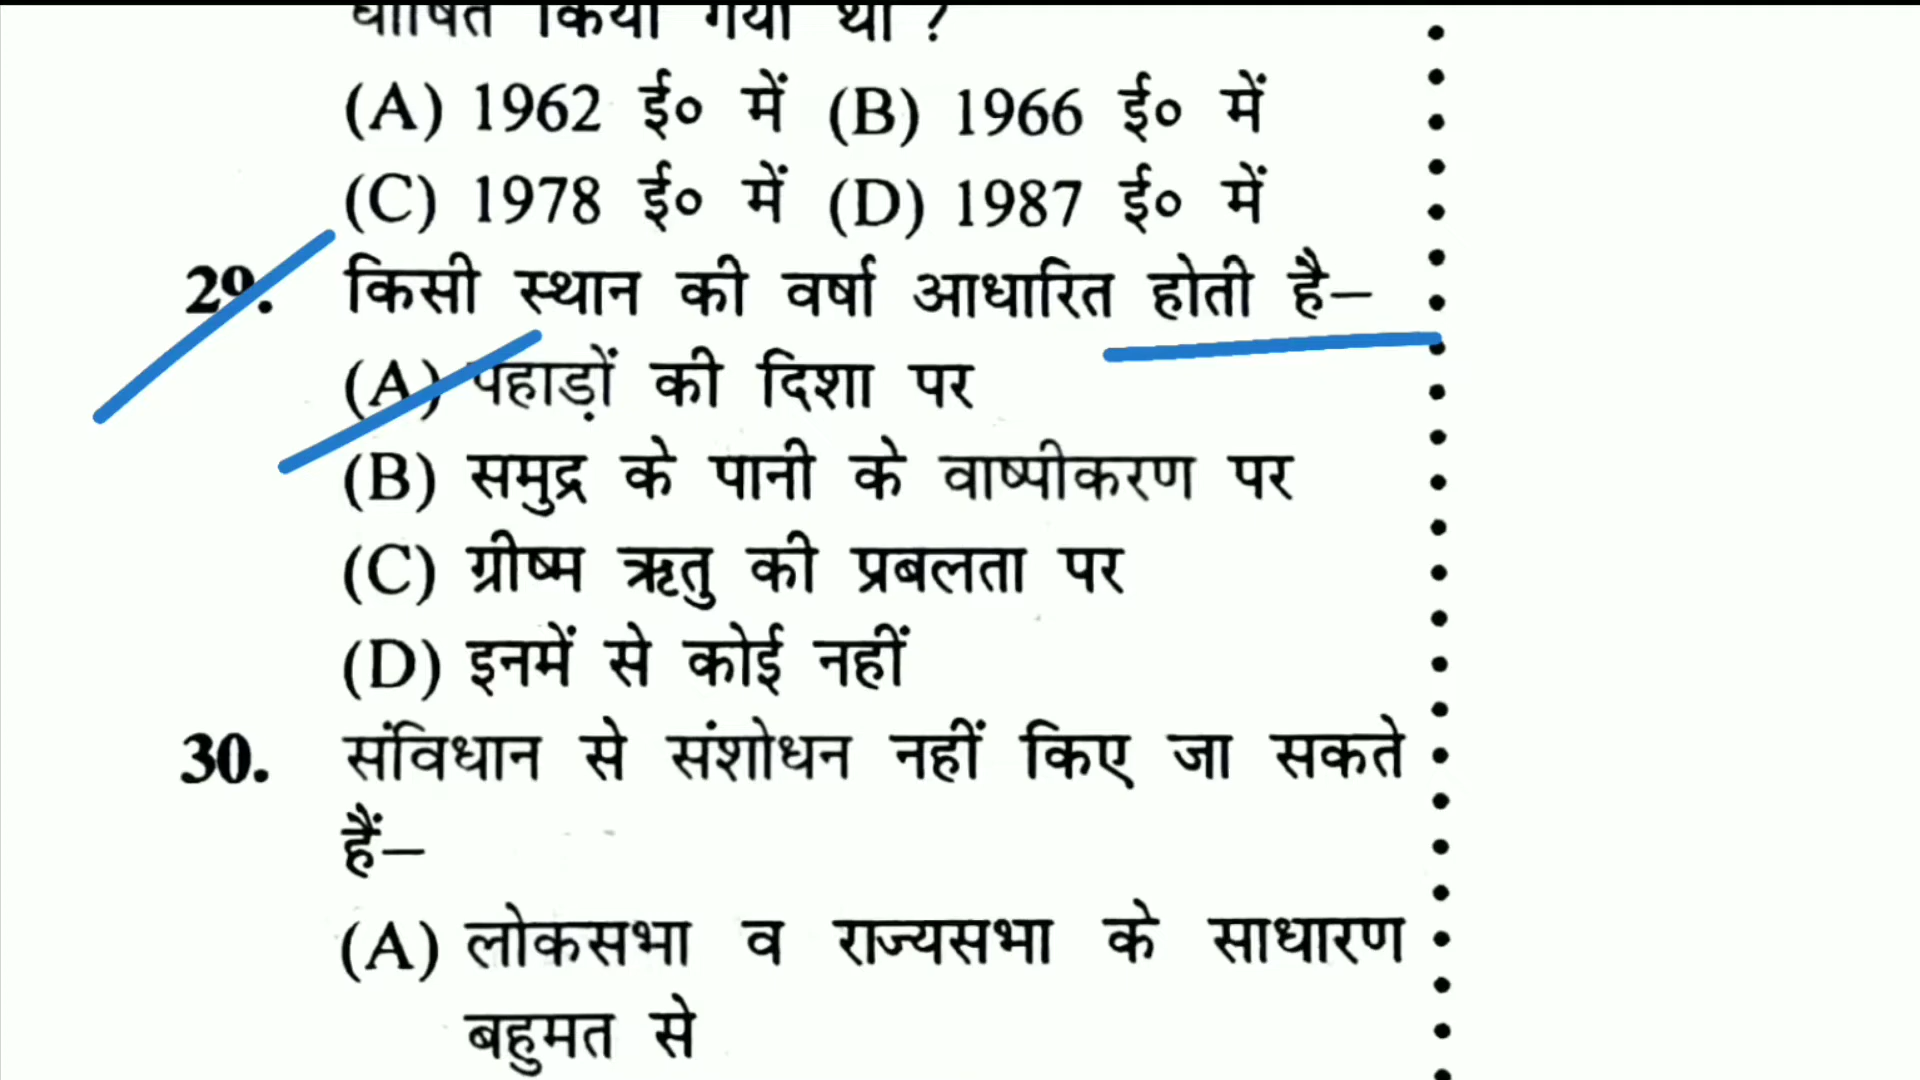 घोषित किया गया था ?
(A) 1962 ई० में (B) 1966 ई० में
(C) 1978 ई० में (D) 1987 ई० में
29. किसी स्थान की वर्षा आधारित होती है–
(A) पहाड़ों की दिशा पर
(B) समुद्र के पानी के वाष्पीकरण पर
(C) ग्रीष्म ऋतु की प्रबलता पर
(D) इनमें से कोई नहीं
30. संविधान से संशोधन नहीं किए जा सकते
हैं–
(A) लोकसभा व राज्यसभा के साधारण
बहुमत से